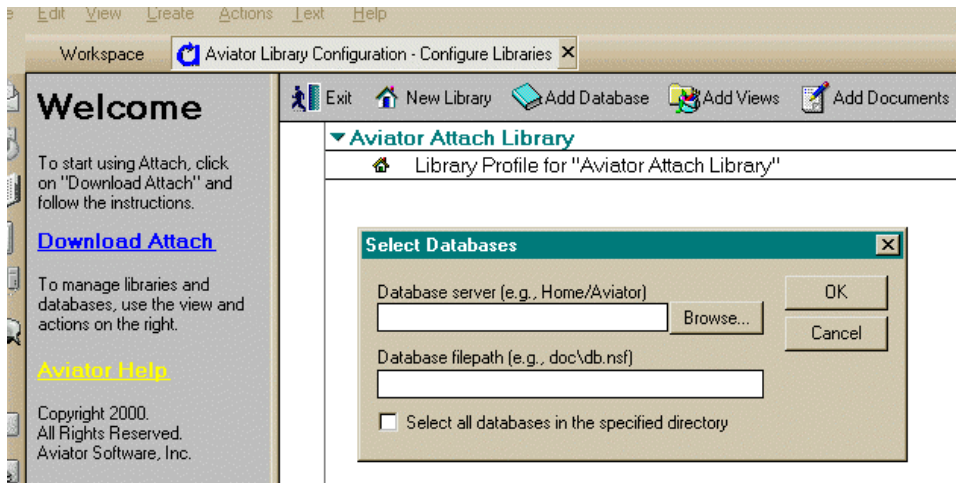 Edit View Create Actions Text Help
Workspace Aviator Library Configuration - Configure Libraries
Welcome
To start using Attach, click
on "Download Attach" and
follow the instructions.
Download Attach
To manage libraries and
databases, use the view and
actions on the right.
Aviator Help
Copyright 2000.
All Rights Reserved.
Aviator Software, Inc.
Exit New Library Add Database Add Views Add Documents
Aviator Attach Library
Library Profile for "Aviator Attach Library"
Select Databases
Database server (e.g., Home/Aviator)
Browse...
Database filepath (e.g., doc\db.nsf)
Select all databases in the specified directory
OK
Cancel